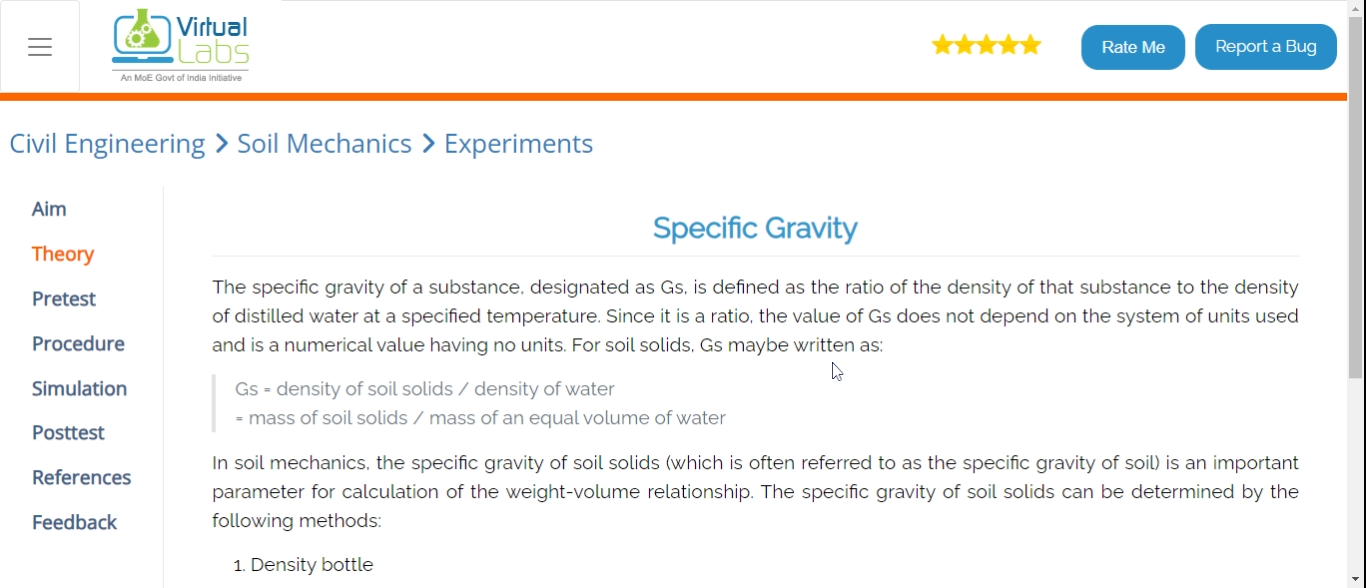 Virtual
Labs
An MoE Govt of India Initiative
Rate Me
Report a Bug
Civil Engineering > Soil Mechanics > Experiments
Aim
Theory
Pretest
Procedure
Simulation
Posttest
References
Feedback
Specific Gravity
The specific gravity of a substance, designated as Gs, is defined as the ratio of the density of that substance to the density
of distilled water at a specified temperature. Since it is a ratio, the value of Gs does not depend on the system of units used
and is a numerical value having no units. For soil solids, Gs maybe written as:
Gs = density of soil solids / density of water
= mass of soil solids / mass of an equal volume of water
In soil mechanics, the specific gravity of soil solids (which is often referred to as the specific gravity of soil) is an important
parameter for calculation of the weight-volume relationship. The specific gravity of soil solids can be determined by the
following methods:
1. Density bottle